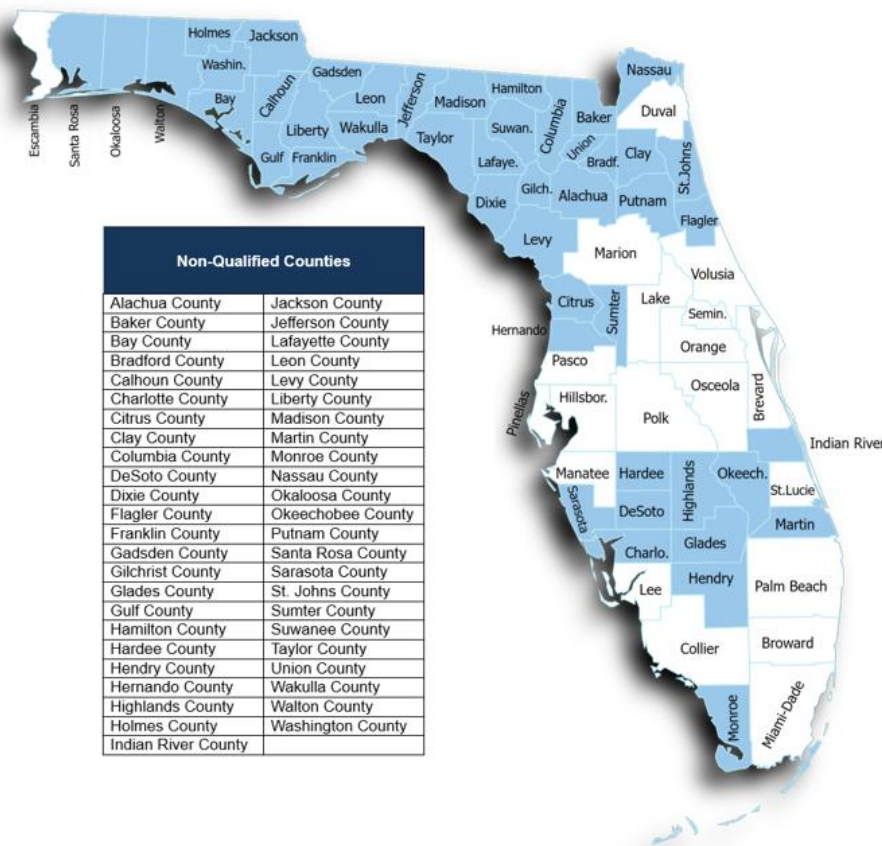 Holmes
Jackson
Washin.
Gadsden
Bay
Calhoun
Leon
Jefferson
Madison
Hamilton
Liberty
Wakulla
Taylor
Suwan.
Columbia
Baker
Nassau
Duval
Gulf
Franklin
Lafaye.
Union
Bradf.
Clay
St.Johns
Escambia
Santa Rosa
Okaloosa
Walton
Dixie
Gilch.
Alachua
Putnam
Flagler
Levy
Marion
Volusia
Citrus
Sumter
Lake
Semin.
Hernando
Orange
Pasco
Osceola
Brevard
Pinellas
Hillsbor.
Polk
Indian River
Manatee
Hardee
Highlands
Okeech.
St.Lucie
Sarasota
DeSoto
Martin
Charlo.
Glades
Lee
Hendry
Palm Beach
Collier
Broward
Monroe
Miami-Dade
Non-Qualified Counties
Alachua County Jackson County
Baker County Jefferson County
Bay County Lafayette County
Bradford County Leon County
Calhoun County Levy County
Charlotte County Liberty County
Citrus County Madison County
Clay County Martin County
Columbia County Monroe County
DeSoto County Nassau County
Dixie County Okaloosa County
Flagler County Okeechobee County
Franklin County Putnam County
Gadsden County Santa Rosa County
Gilchrist County Sarasota County
Glades County St. Johns County
Gulf County Sumter County
Hamilton County Suwanee County
Hardee County Taylor County
Hendry County Union County
Hernando County Wakulla County
Highlands County Walton County
Holmes County Washington County
Indian River County